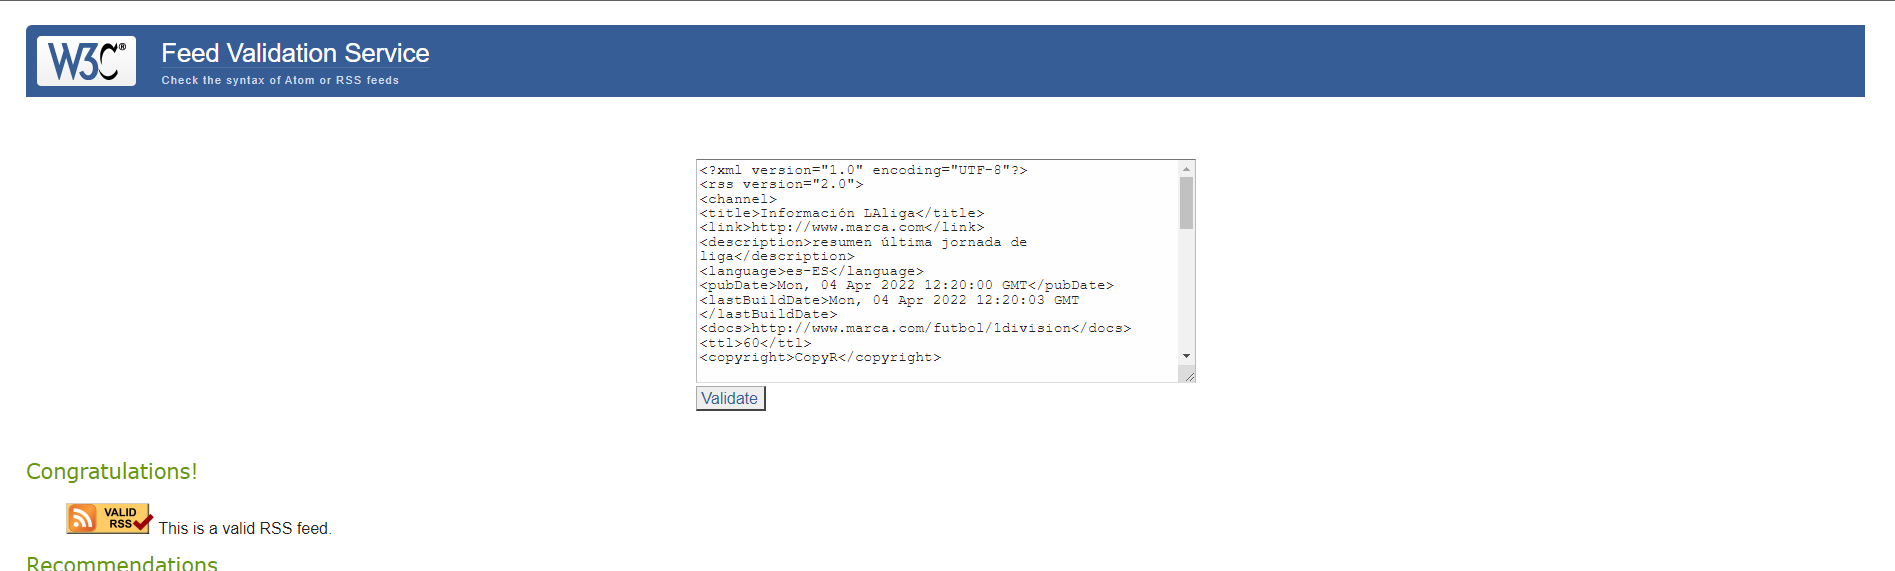 W3C®
Feed Validation Service
Check the syntax of Atom or RSS feeds
<?xml version="1.0" encoding="UTF-8"?>
<rss version="2.0">
<channel>
<title>Información LAliga</title>
<link>http://www.marca.com</link>
<description>resumen última jornada de
liga</description>
<language>es-ES</language>
<pubDate>Mon, 04 Apr 2022 12:20:00 GMT</pubDate>
<lastBuildDate>Mon, 04 Apr 2022 12:20:03 GMT
</lastBuildDate>
<docs>http://www.marca.com/futbol/1division</docs>
<ttl>60</ttl>
<copyright>CopyR</copyright>
Validate
Congratulations!
VALID
RSS
This is a valid RSS feed.
Recommendations